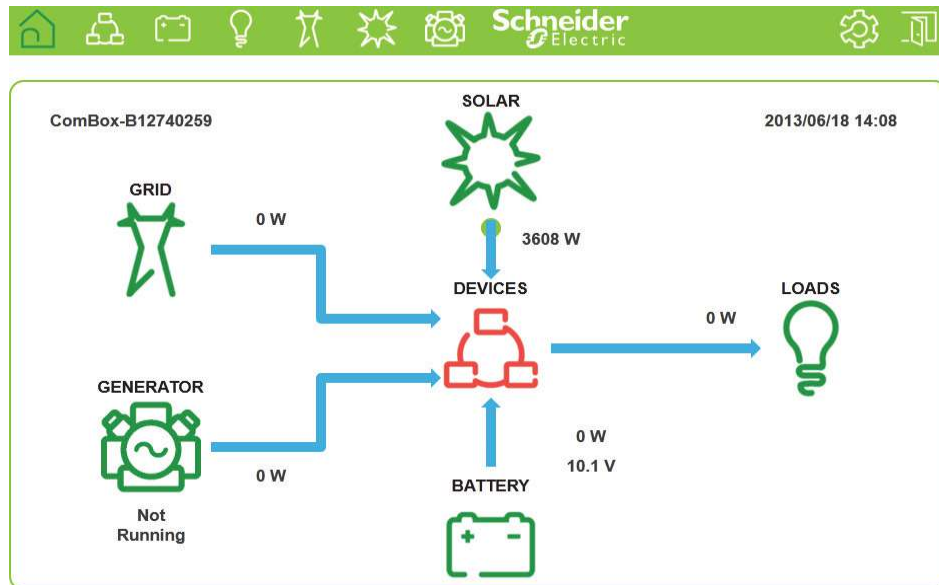 Schneider
Electric
ComBox-B12740259
SOLAR
2013/06/18 14:08
GRID
0 W
3608 W
DEVICES
LOADS
0 W
GENERATOR
0 W
0 W
10.1 V
BATTERY
Not
Running